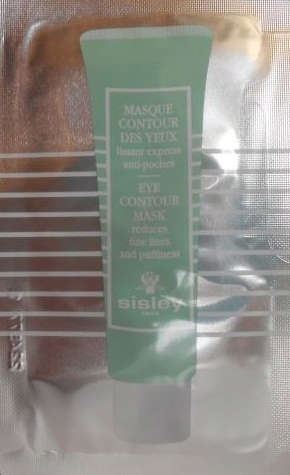 MASQUE
CONTOUR
DES YEUX
lissant express
anti-poches
EYE
CONTOUR
MASK
reduces
fine lines
and puffiness
sisley
PARIS